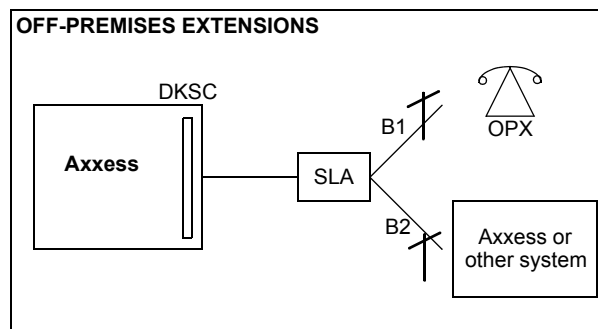 OFF-PREMISES EXTENSIONS
DKSC
Axxess
SLA
B1
OPX
B2
Axxess or
other system